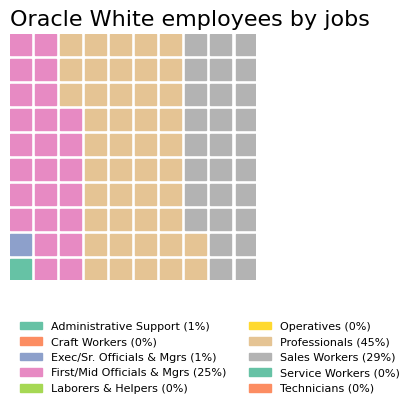 Oracle White employees by jobs
Administrative Support (1%)
Craft Workers (0%)
Exec/Sr. Officials & Mgrs (1%)
First/Mid Officials & Mgrs (25%)
Laborers & Helpers (0%)
Operatives (0%)
Professionals (45%)
Sales Workers (29%)
Service Workers (0%)
Technicians (0%)